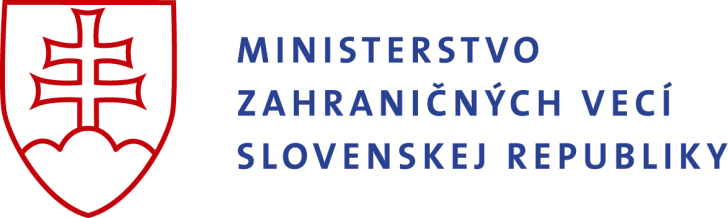 MINISTERSTVO
ZAHRANIČNÝCH VECÍ
SLOVENSKEJ REPUBLIKY